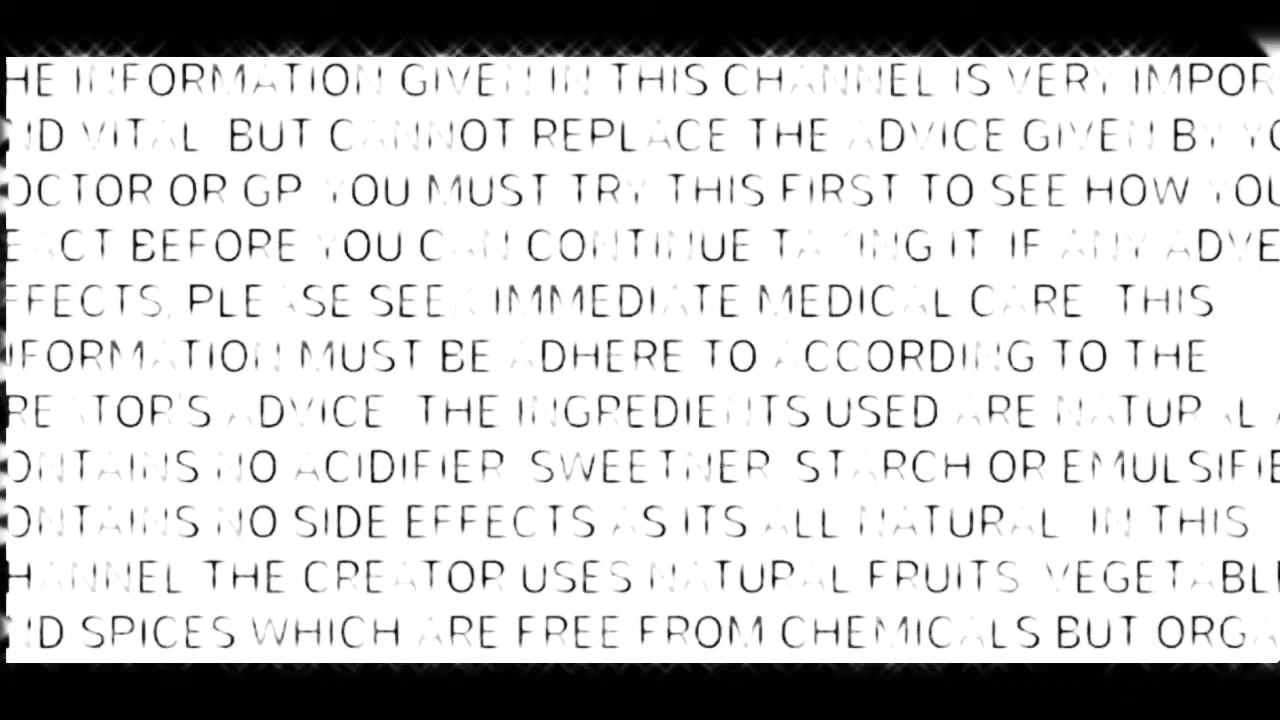 HE INFORMATION GIVEN IN THIS CHANNEL IS VERY IMPOR
ND VITAL BUT CANNOT REPLACE THE ADVICE GIVEN BY YO
OCTOR OR GP YOU MUST TRY THIS FIRST TO SEE HOW YOU
EACT BEFORE YOU CAN CONTINUE TAKING IT IF ANY ADVE
FFECTS, PLEASE SEEK IMMEDIATE MEDICAL CARE THIS
NFORMATION MUST BE ADHERE TO ACCORDING TO THE
REATOR'S ADVICE THE INGREDIENTS USED ARE NATURAL A
ONTAINS NO ACIDIFIER SWEETNER STARCH OR EMULSIFIE
ONTAINS NO SIDE EFFECTS AS ITS ALL NATURAL IN THIS
HANNEL THE CREATOR USES NATURAL FRUITS, VEGETABLE
ND SPICES WHICH ARE FREE FROM CHEMICALS BUT ORGA